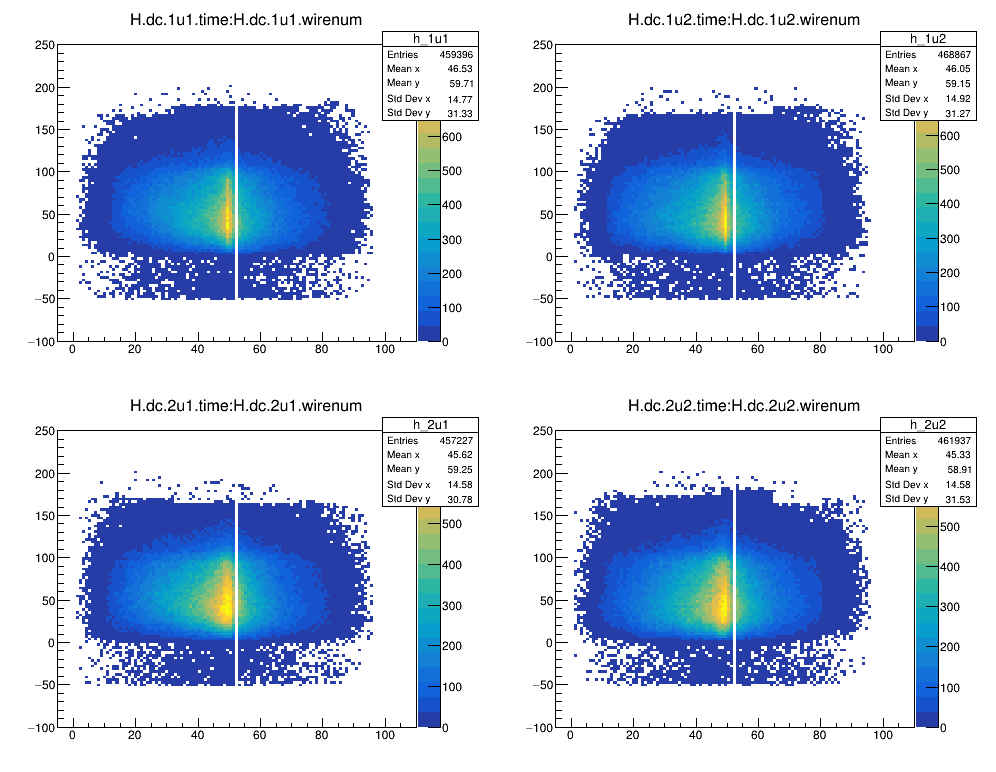 H.dc.1u1.time:H.dc.1u1.wirenum
h_1u1
Entries 459396
Mean x 46.53
Mean y 59.71
Std Dev x 14.77
Std Dev y 31.33
250
200
150
100
50
0
−50
−100
0 20 40 60 80 100
600
500
400
300
200
100
0
H.dc.1u2.time:H.dc.1u2.wirenum
h_1u2
Entries 468867
Mean x 46.05
Mean y 59.15
Std Dev x 14.92
Std Dev y 31.27
250
200
150
100
50
0
−50
−100
0 20 40 60 80 100
600
500
400
300
200
100
0
H.dc.2u1.time:H.dc.2u1.wirenum
h_2u1
Entries 457227
Mean x 45.62
Mean y 59.25
Std Dev x 14.58
Std Dev y 30.78
250
200
150
100
50
0
−50
−100
0 20 40 60 80 100
500
400
300
200
100
0
H.dc.2u2.time:H.dc.2u2.wirenum
h_2u2
Entries 461937
Mean x 45.33
Mean y 58.91
Std Dev x 14.58
Std Dev y 31.53
250
200
150
100
50
0
−50
−100
0 20 40 60 80 100
500
400
300
200
100
0